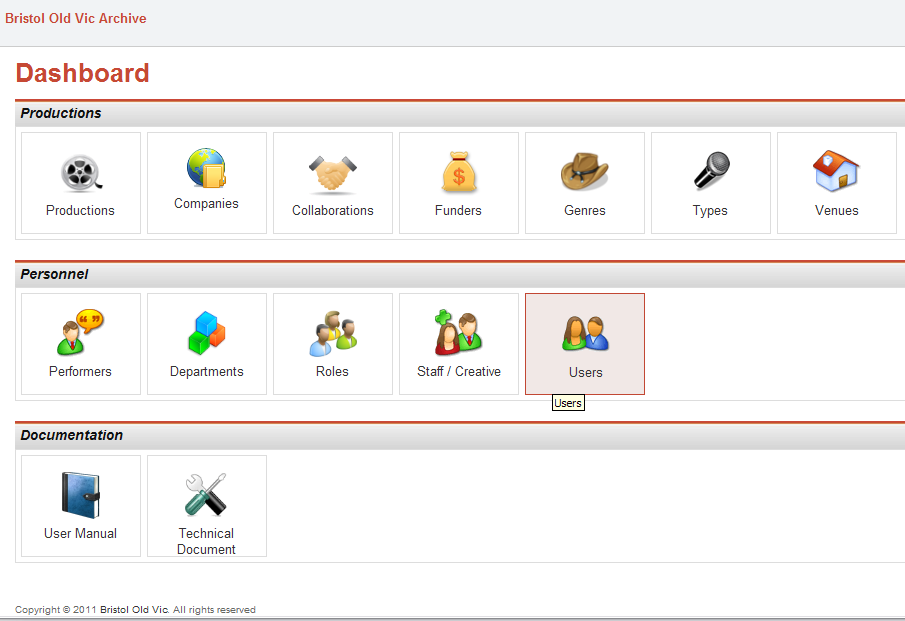 Bristol Old Vic Archive
Dashboard
Productions
Productions
Companies
Collaborations
Funders
Genres
Types
Venues
Personnel
Performers
Departments
Roles
Staff / Creative
Users
Users
Documentation
User Manual
Technical
Document
Copyright © 2011 Bristol Old Vic. All rights reserved